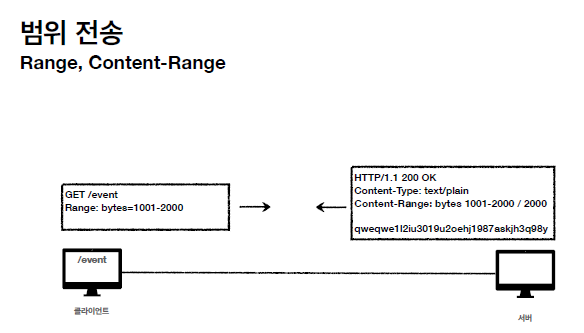 범위 전송
Range, Content-Range
GET /event
Range: bytes=1001-2000
HTTP/1.1 200 OK
Content-Type: text/plain
Content-Range: bytes 1001-2000 / 2000
qweqwe1l2iu3019u2oehj1987askjh3q98y
/event
클라이언트
서버